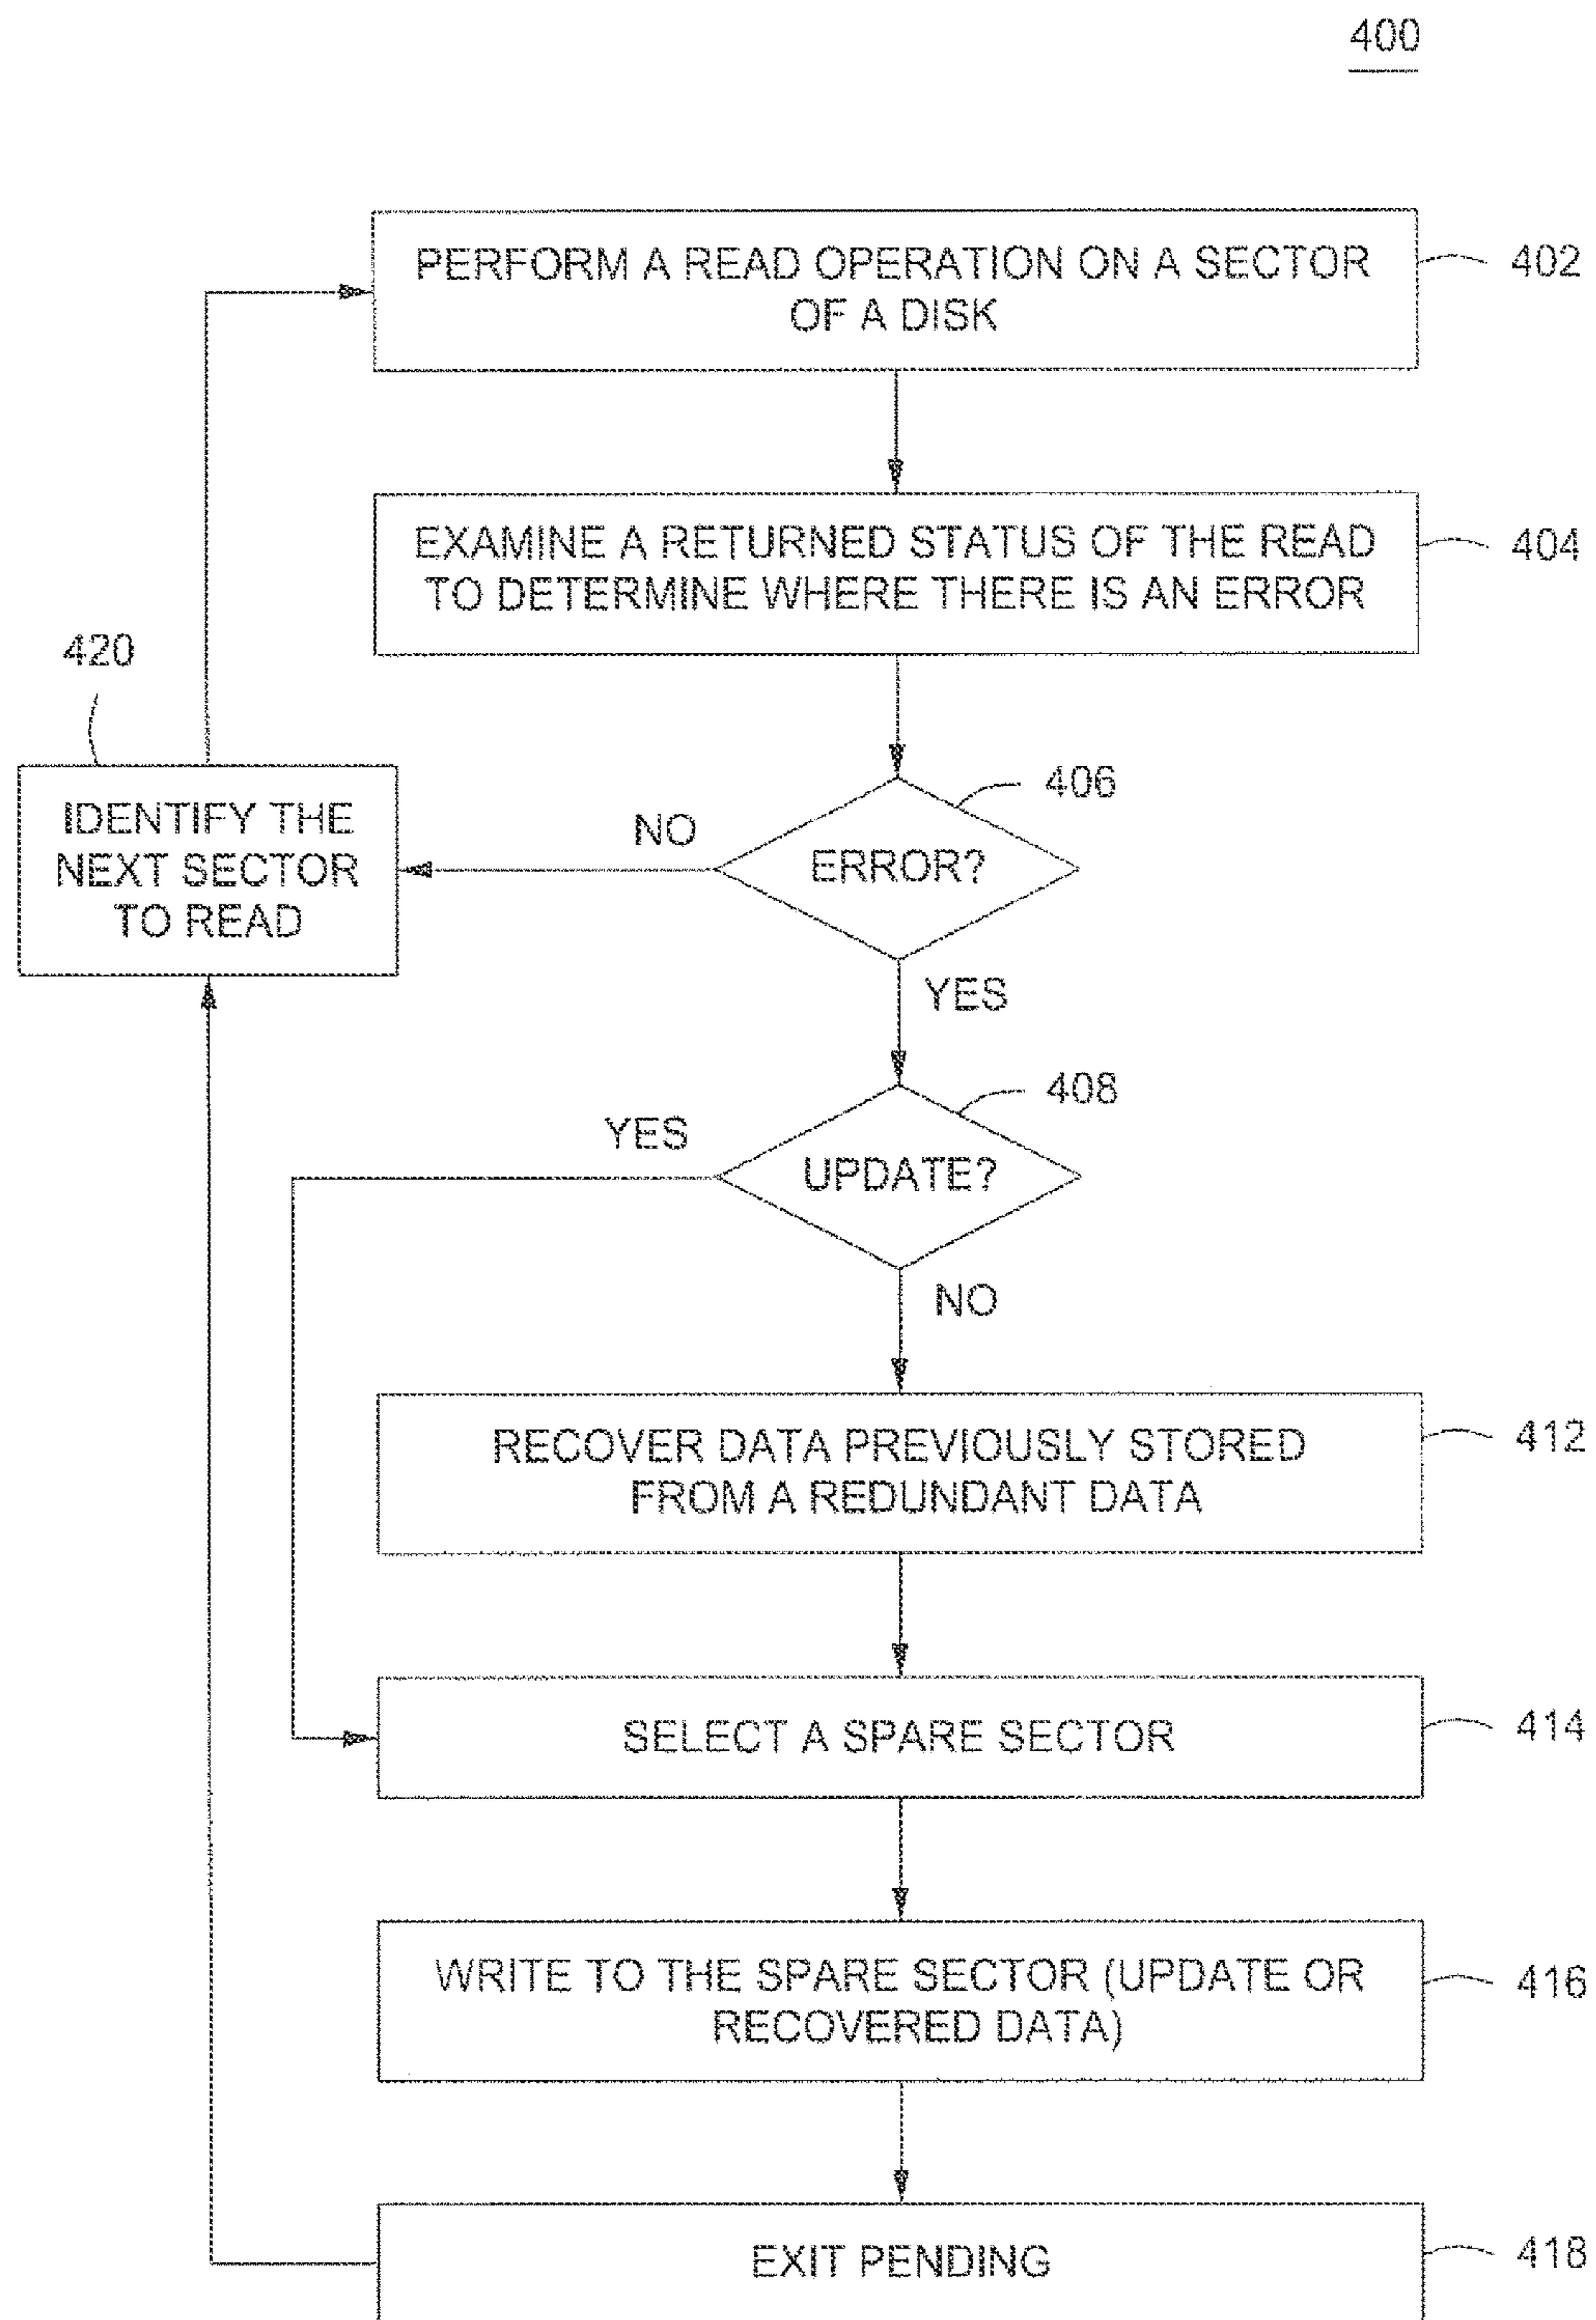 400
PERFORM A READ OPERATION ON A SECTOR
OF A DISK
402
EXAMINE A RETURNED STATUS OF THE READ
TO DETERMINE WHERE THERE IS AN ERROR
404
420
IDENTIFY THE
NEXT SECTOR
TO READ
NO
ERROR?
406
YES
YES
UPDATE?
408
NO
RECOVER DATA PREVIOUSLY STORED
FROM A REDUNDANT DATA
412
SELECT A SPARE SECTOR
414
WRITE TO THE SPARE SECTOR (UPDATE OR
RECOVERED DATA)
416
EXIT PENDING
418